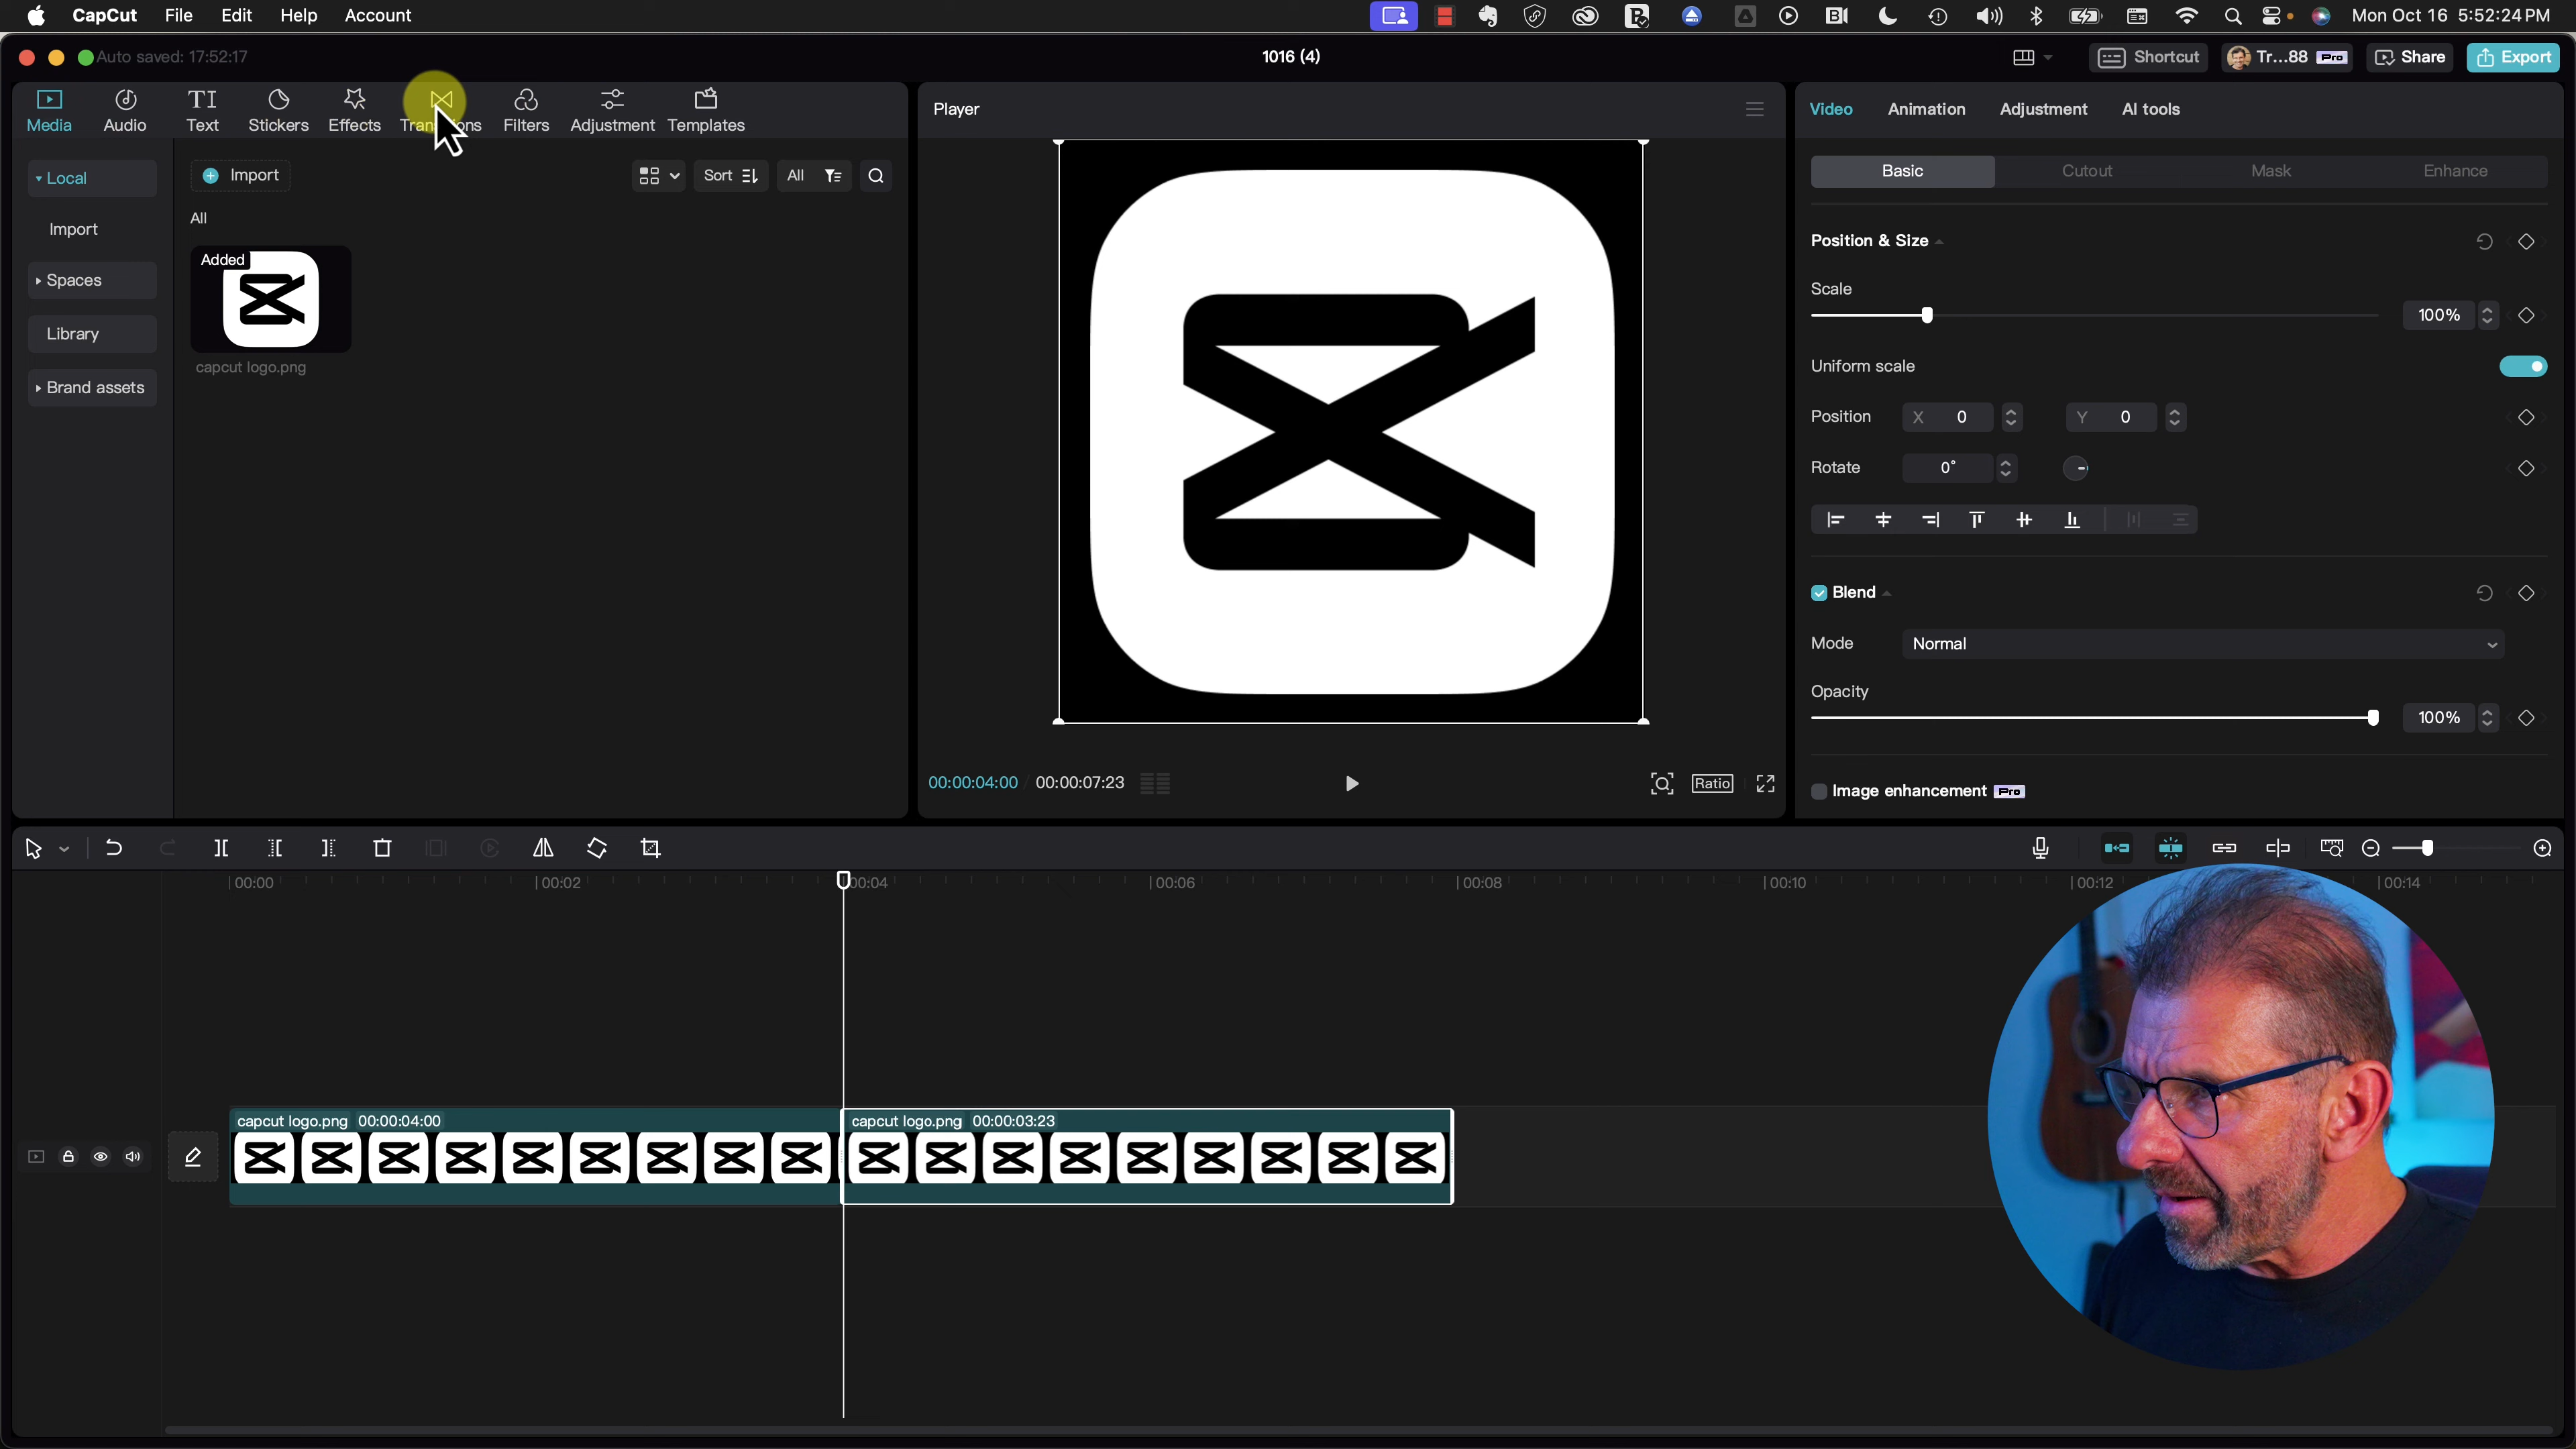 CapCut File Edit Help Account
Mon Oct 16 5:52:24 PM
Auto saved: 17:52:17
1016 (4)
Shortcut
Tr...88 Pro
Share
Export
Media
Audio
TI Text
Stickers
Effects
Filters
Adjustment
Templates
Player
Video Animation Adjustment AI tools
Local
Import
Sort
All
Basic Cutout Mask Enhance
All
Import
Position & Size
Added
Spaces
Scale
100%
Library
capcut logo.png
Uniform scale
Brand assets
Position X 0 Y 0
Rotate 0°
Blend
Mode Normal
Opacity
100%
00:00:04:00 / 00:00:07:23
Ratio
Image enhancement Pro
00:00 00:02 00:04 00:06 00:08 00:10 00:12 00:14
capcut logo.png 00:00:04:00
capcut logo.png 00:00:03:23